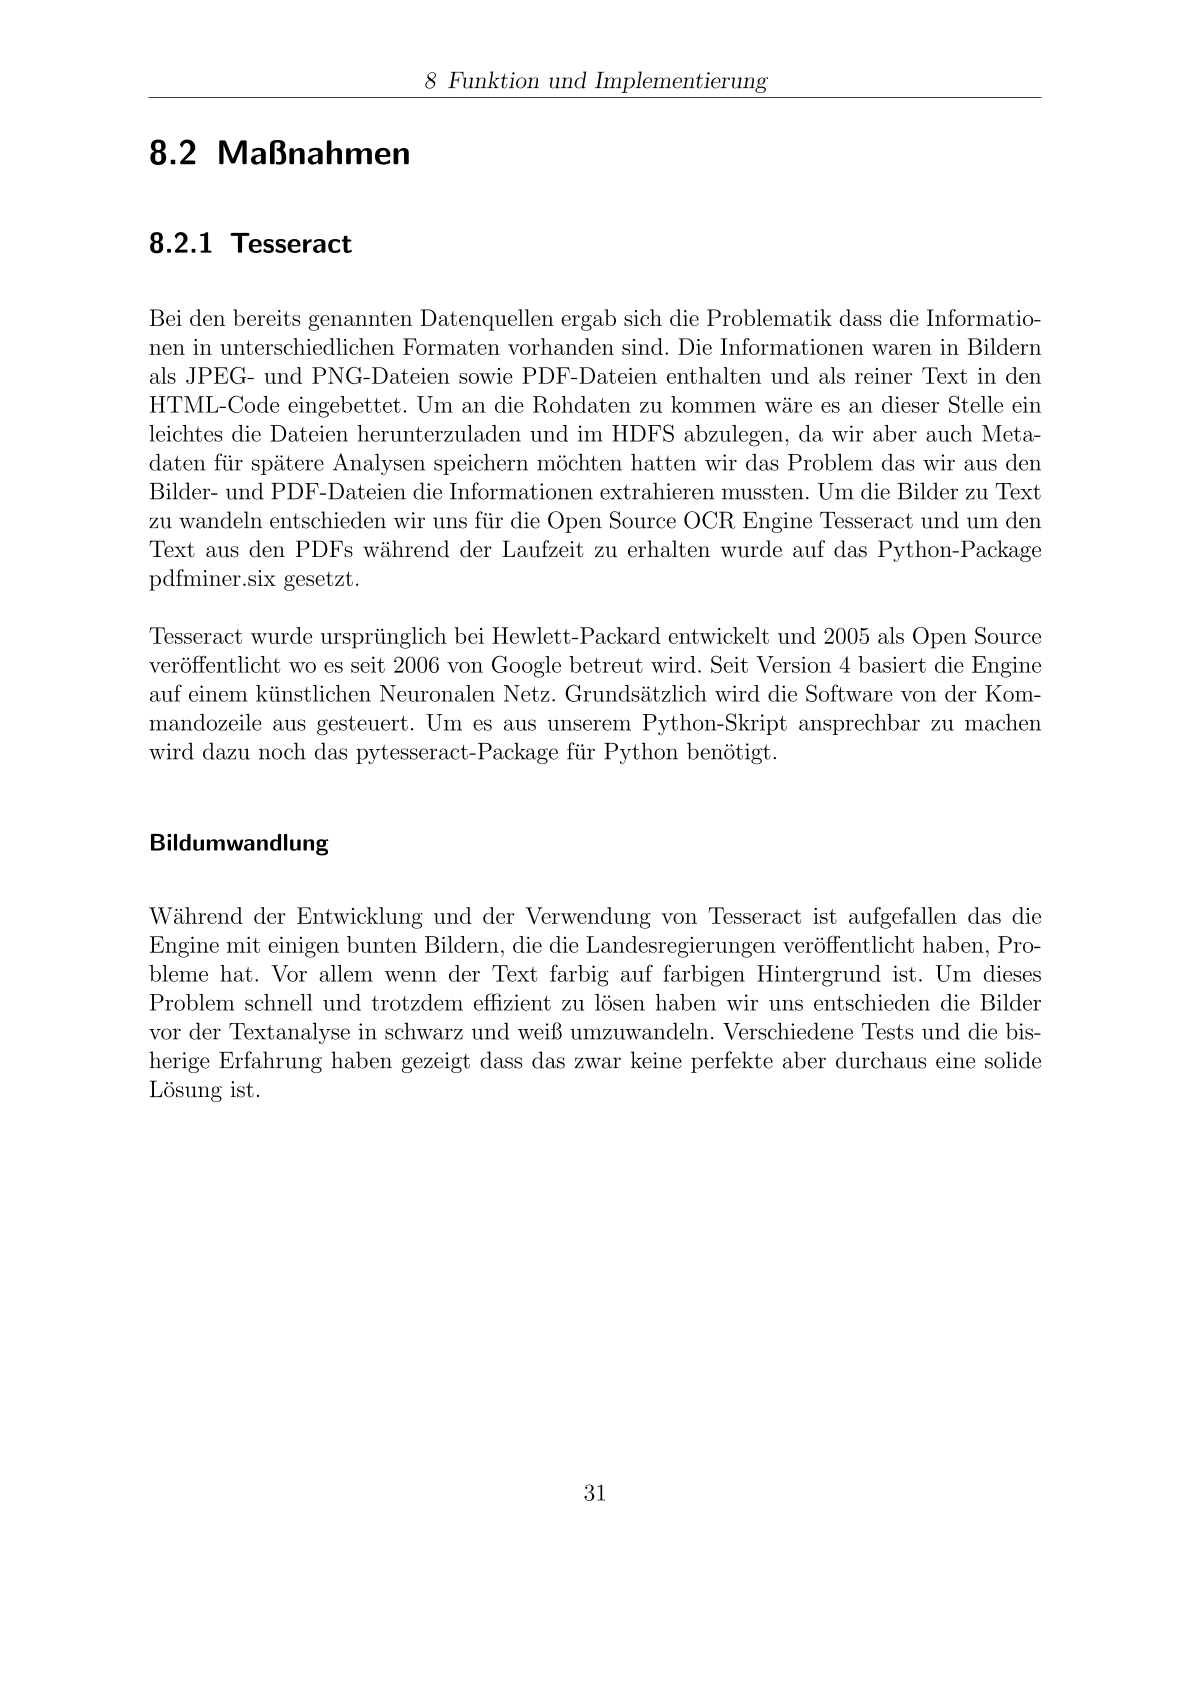 8 Funktion und Implementierung
8.2 Maßnahmen
8.2.1 Tesseract
Bei den bereits genannten Datenquellen ergab sich die Problematik dass die Informatio-
nen in unterschiedlichen Formaten vorhanden sind. Die Informationen waren in Bildern
als JPEG- und PNG-Dateien sowie PDF-Dateien enthalten und als reiner Text in den
HTML-Code eingebettet. Um an die Rohdaten zu kommen wäre es an dieser Stelle ein
leichtes die Dateien herunterzuladen und im HDFS abzulegen, da wir aber auch Meta-
daten für spätere Analysen speichern möchten hatten wir das Problem das wir aus den
Bilder- und PDF-Dateien die Informationen extrahieren mussten. Um die Bilder zu Text
zu wandeln entschieden wir uns für die Open Source OCR Engine Tesseract und um den
Text aus den PDFs während der Laufzeit zu erhalten wurde auf das Python-Package
pdfminer.six gesetzt.
Tesseract wurde ursprünglich bei Hewlett-Packard entwickelt und 2005 als Open Source
veröffentlicht wo es seit 2006 von Google betreut wird. Seit Version 4 basiert die Engine
auf einem künstlichen Neuronalen Netz. Grundsätzlich wird die Software von der Kom-
mandozeile aus gesteuert. Um es aus unserem Python-Skript ansprechbar zu machen
wird dazu noch das pytesseract-Package für Python benötigt.
Bildumwandlung
Während der Entwicklung und der Verwendung von Tesseract ist aufgefallen das die
Engine mit einigen bunten Bildern, die die Landesregierungen veröffentlicht haben, Pro-
bleme hat. Vor allem wenn der Text farbig auf farbigen Hintergrund ist. Um dieses
Problem schnell und trotzdem effizient zu lösen haben wir uns entschieden die Bilder
vor der Textanalyse in schwarz und weiß umzuwandeln. Verschiedene Tests und die bis-
herige Erfahrung haben gezeigt dass das zwar keine perfekte aber durchaus eine solide
Lösung ist.
31